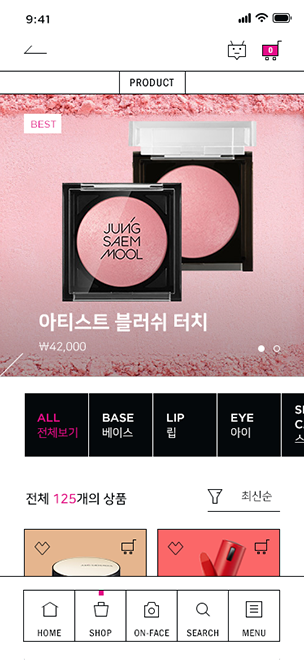 9:41
0
PRODUCT
BEST
JUNG
SAEM
MOOL
아티스트 블러쉬 터치
₩42,000
ALL
전체보기
BASE
베이스
LIP
립
EYE
아이
전체 125개의 상품
최신순
HOME
SHOP
ON-FACE
SEARCH
MENU